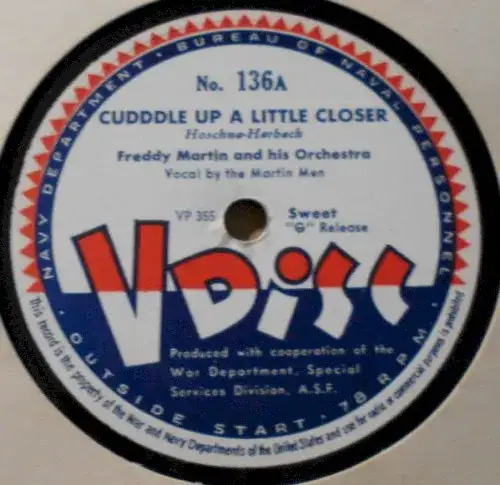 NAVY DEPARTMENT · BUREAU OF NAVAL PERSONNEL
No. 136A
CUDDDLE UP A LITTLE CLOSER
Hoschna-Harbach
Freddy Martin and his Orchestra
Vocal by the Martin Men
VP 355
Sweet
"G" Release
V DISC
Produced with cooperation of the
War Department, Special
Services Division, A.S.F.
OUTSIDE START · 78 RPM
This record is the property of the War and Navy Departments of the United States and use for radio or commercial purposes is prohibited